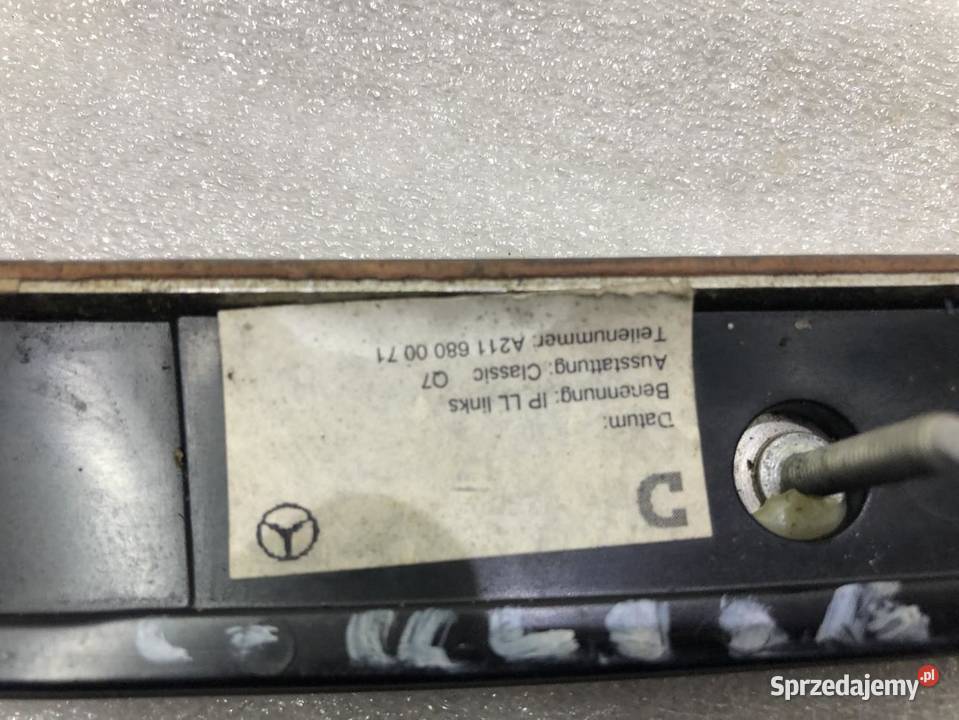 Teilenummer: A211 680 00 71
Ausstattung: Classic Q7
Benennung: IP LL links
Datum:
Sprzedajemy.pl